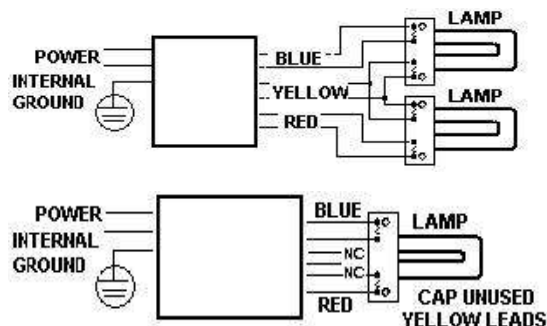 LAMP
POWER
BLUE
INTERNAL
GROUND
YELLOW
LAMP
RED
POWER
BLUE
LAMP
INTERNAL
GROUND
NC
NC
RED
CAP UNUSED
YELLOW LEADS